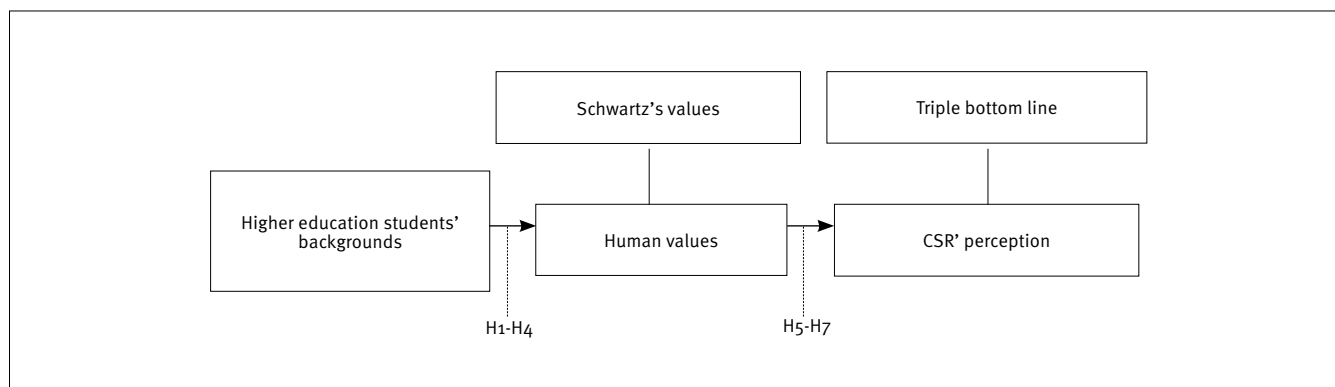 Schwartz’s values
Triple bottom line
Higher education students’
backgrounds
Human values
CSR’ perception
H1-H4
H5-H7